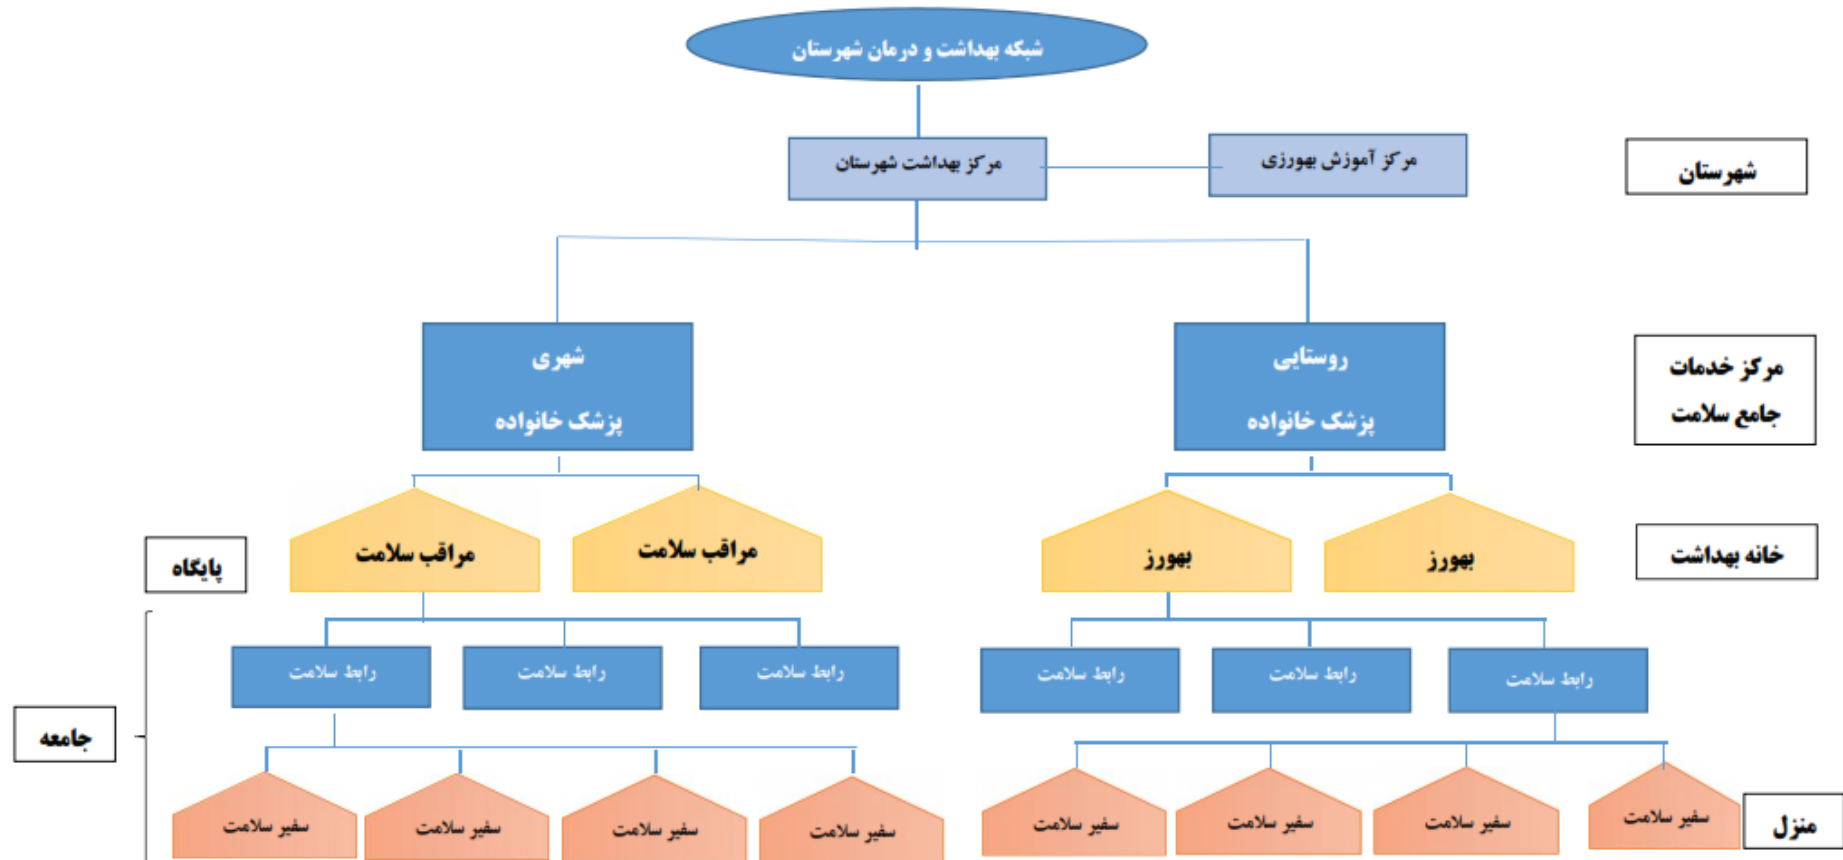 شبکه بهداشت و درمان شهرستان
شهرستان
مرکز آموزش بهورزی
مرکز بهداشت شهرستان
مرکز خدمات
جامع سلامت
روستایی
پزشک خانواده
شهری
پزشک خانواده
خانه بهداشت
بهورز
بهورز
مراقب سلامت
مراقب سلامت
پایگاه
رابط سلامت
رابط سلامت
رابط سلامت
رابط سلامت
رابط سلامت
رابط سلامت
جامعه
منزل
سفیر سلامت
سفیر سلامت
سفیر سلامت
سفیر سلامت
سفیر سلامت
سفیر سلامت
سفیر سلامت
سفیر سلامت